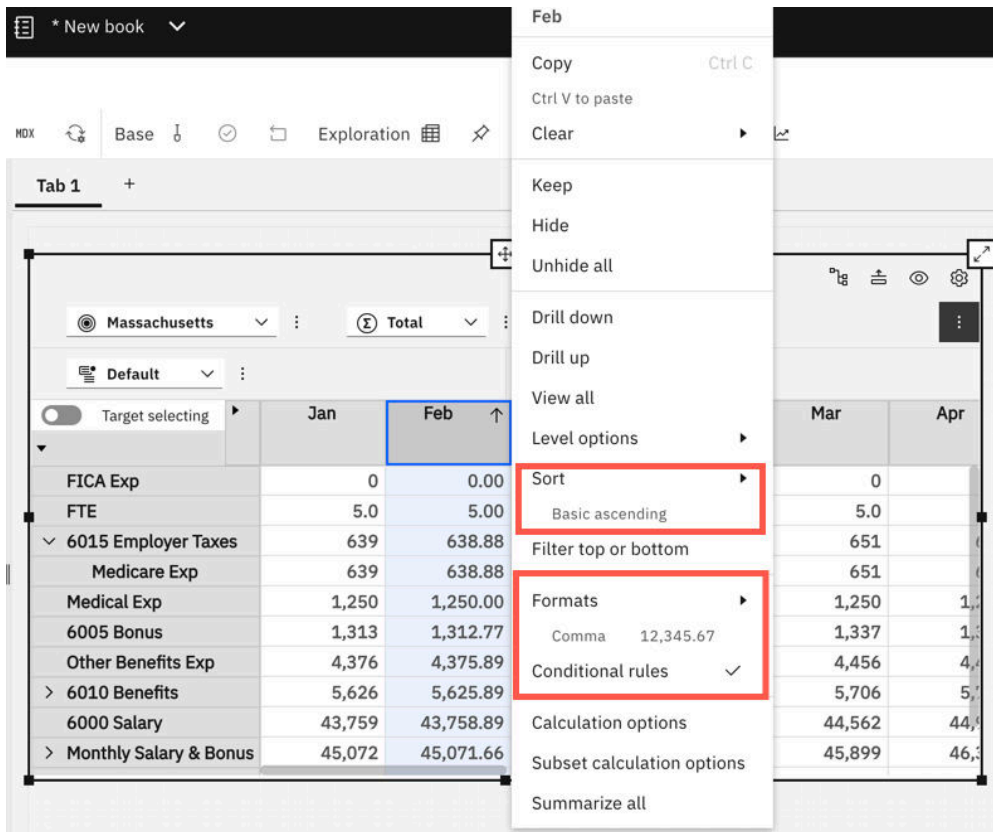 * New book
MDX Base Exploration
Tab 1 +
Massachusetts Total
Default
Target selecting Jan Feb Mar Apr
FICA Exp 0 0.00 0
FTE 5.0 5.00 5.0
6015 Employer Taxes 639 638.88 651
Medicare Exp 639 638.88 651
Medical Exp 1,250 1,250.00 1,250
6005 Bonus 1,313 1,312.77 1,337
Other Benefits Exp 4,376 4,375.89 4,456
6010 Benefits 5,626 5,625.89 5,706
6000 Salary 43,759 43,758.89 44,562
Monthly Salary & Bonus 45,072 45,071.66 45,899
Feb
Copy Ctrl C
Ctrl V to paste
Clear
Keep
Hide
Unhide all
Drill down
Drill up
View all
Level options
Sort
Basic ascending
Filter top or bottom
Formats
Comma 12,345.67
Conditional rules
Calculation options
Subset calculation options
Summarize all